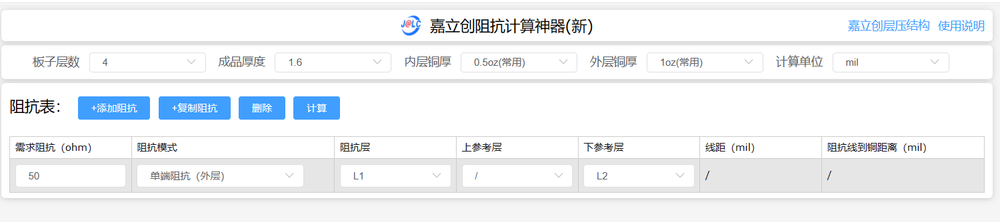 J@LC 嘉立创阻抗计算神器(新) 嘉立创层压结构 使用说明
板子层数 4 成品厚度 1.6 内层铜厚 0.5oz(常用) 外层铜厚 1oz(常用) 计算单位 mil
阻抗表： +添加阻抗 +复制阻抗 删除 计算
需求阻抗（ohm） 阻抗模式 阻抗层 上参考层 下参考层 线距（mil） 阻抗线到铜距离（mil）
50 单端阻抗（外层） L1 / L2 / /